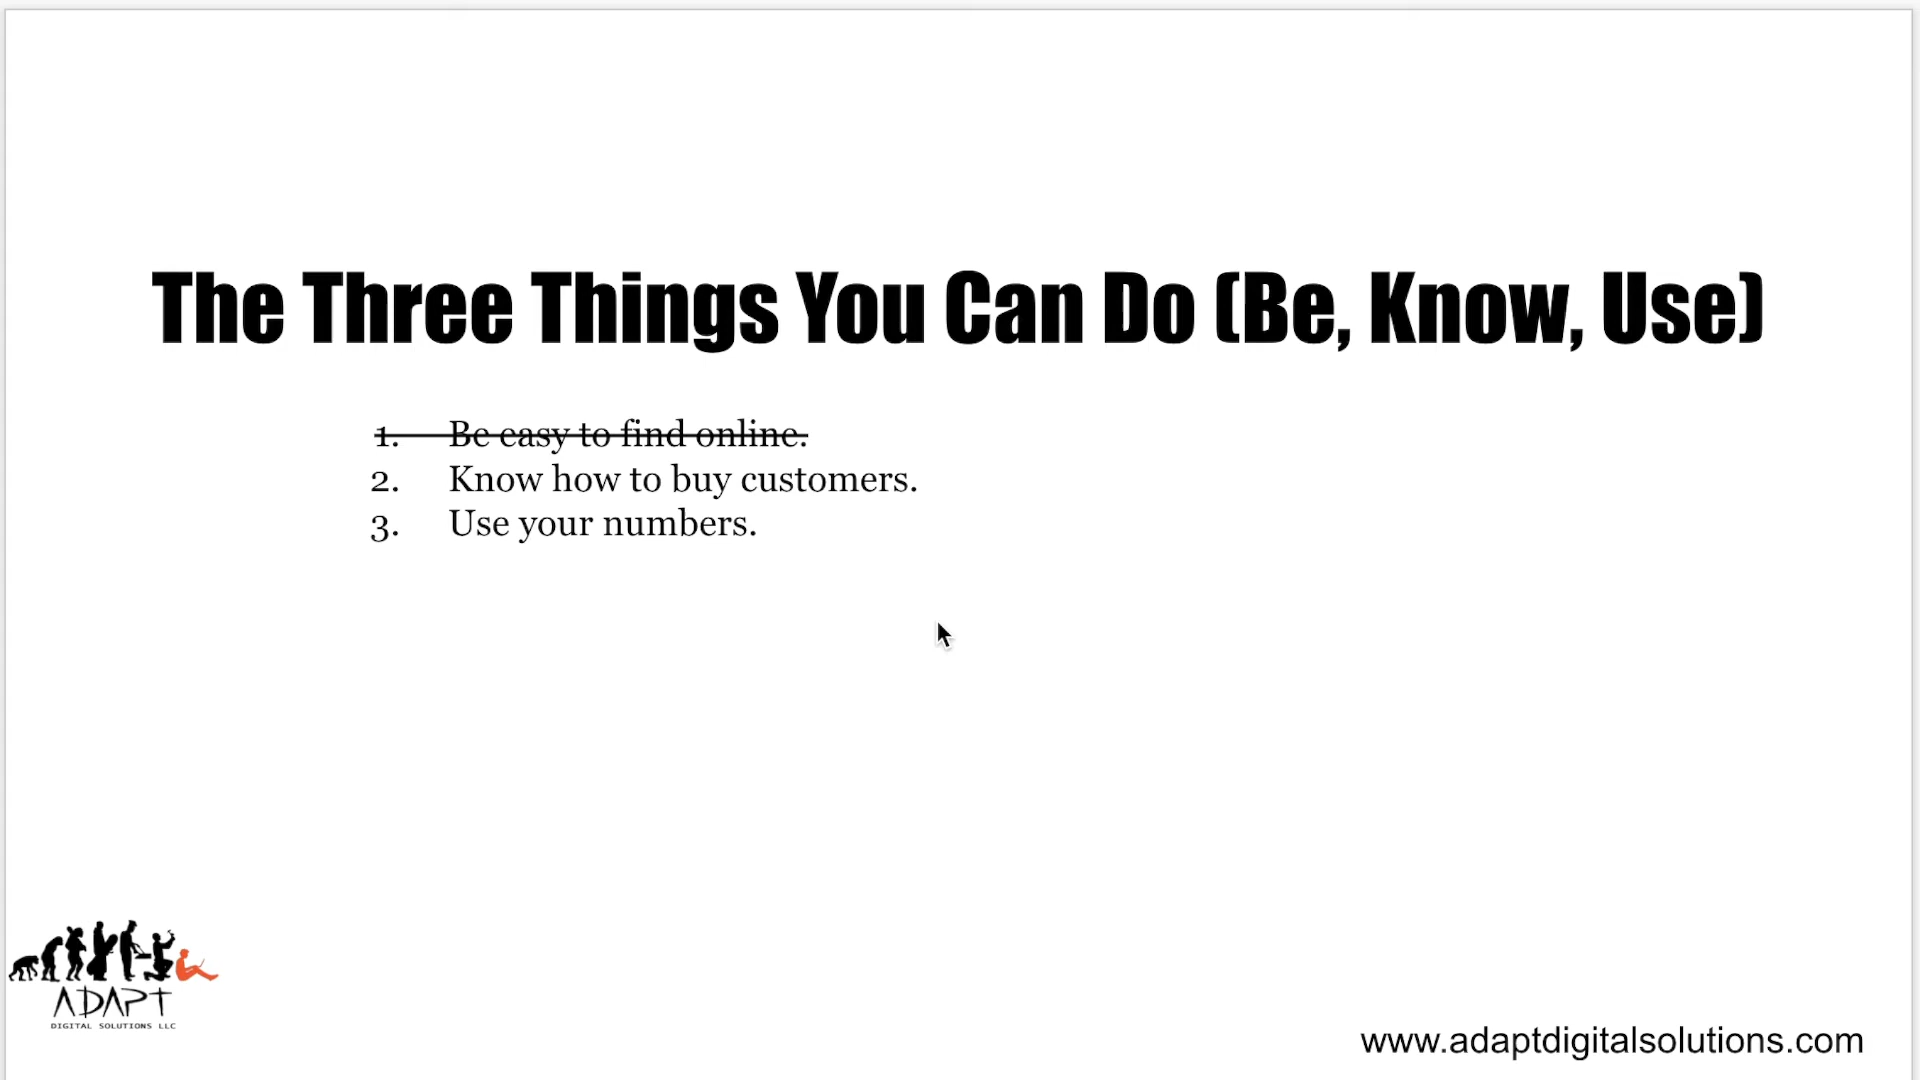 The Three Things You Can Do (Be, Know, Use)
1. Be easy to find online.
2. Know how to buy customers.
3. Use your numbers.
ADAPT
DIGITAL SOLUTIONS LLC
www.adaptdigitalsolutions.com